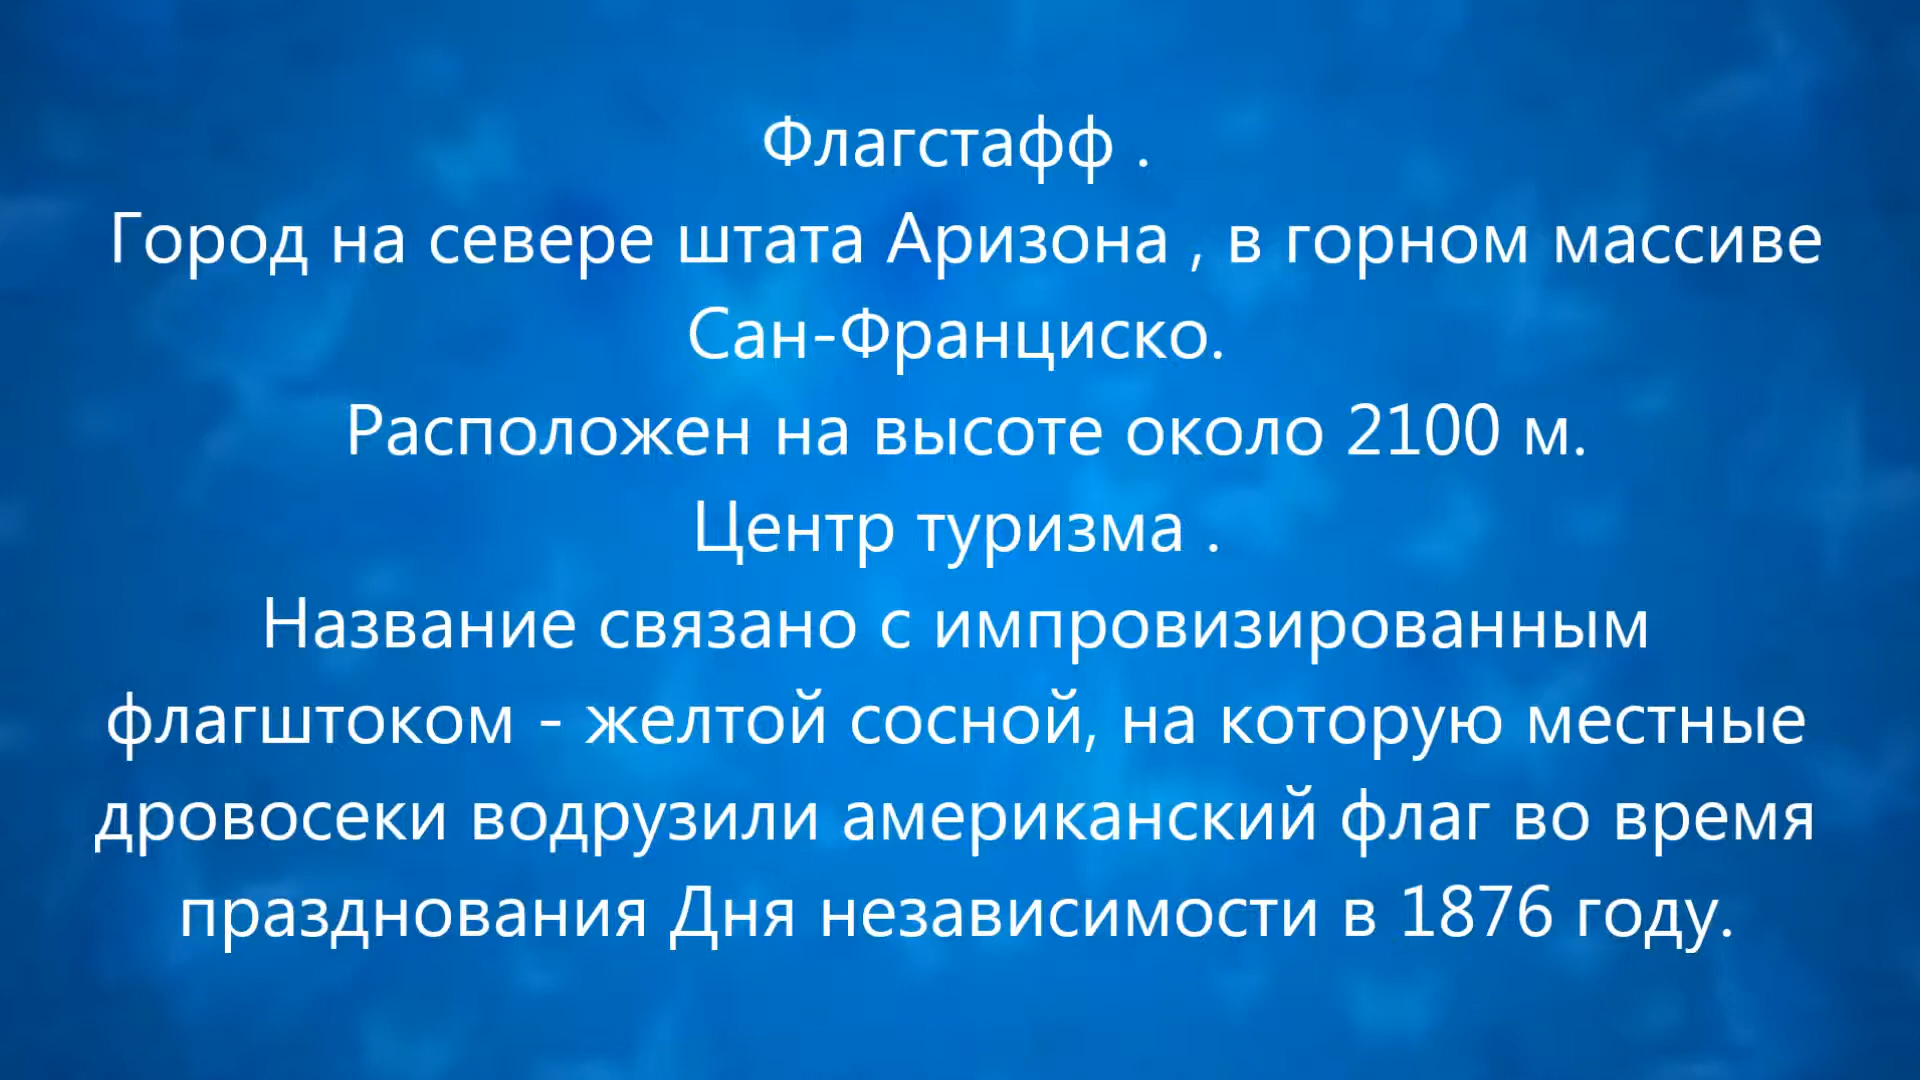 Флагстафф .
Город на севере штата Аризона , в горном массиве
Сан-Франциско.
Расположен на высоте около 2100 м.
Центр туризма .
Название связано с импровизированным
флагштоком - желтой сосной, на которую местные
дровосеки водрузили американский флаг во время
празднования Дня независимости в 1876 году.